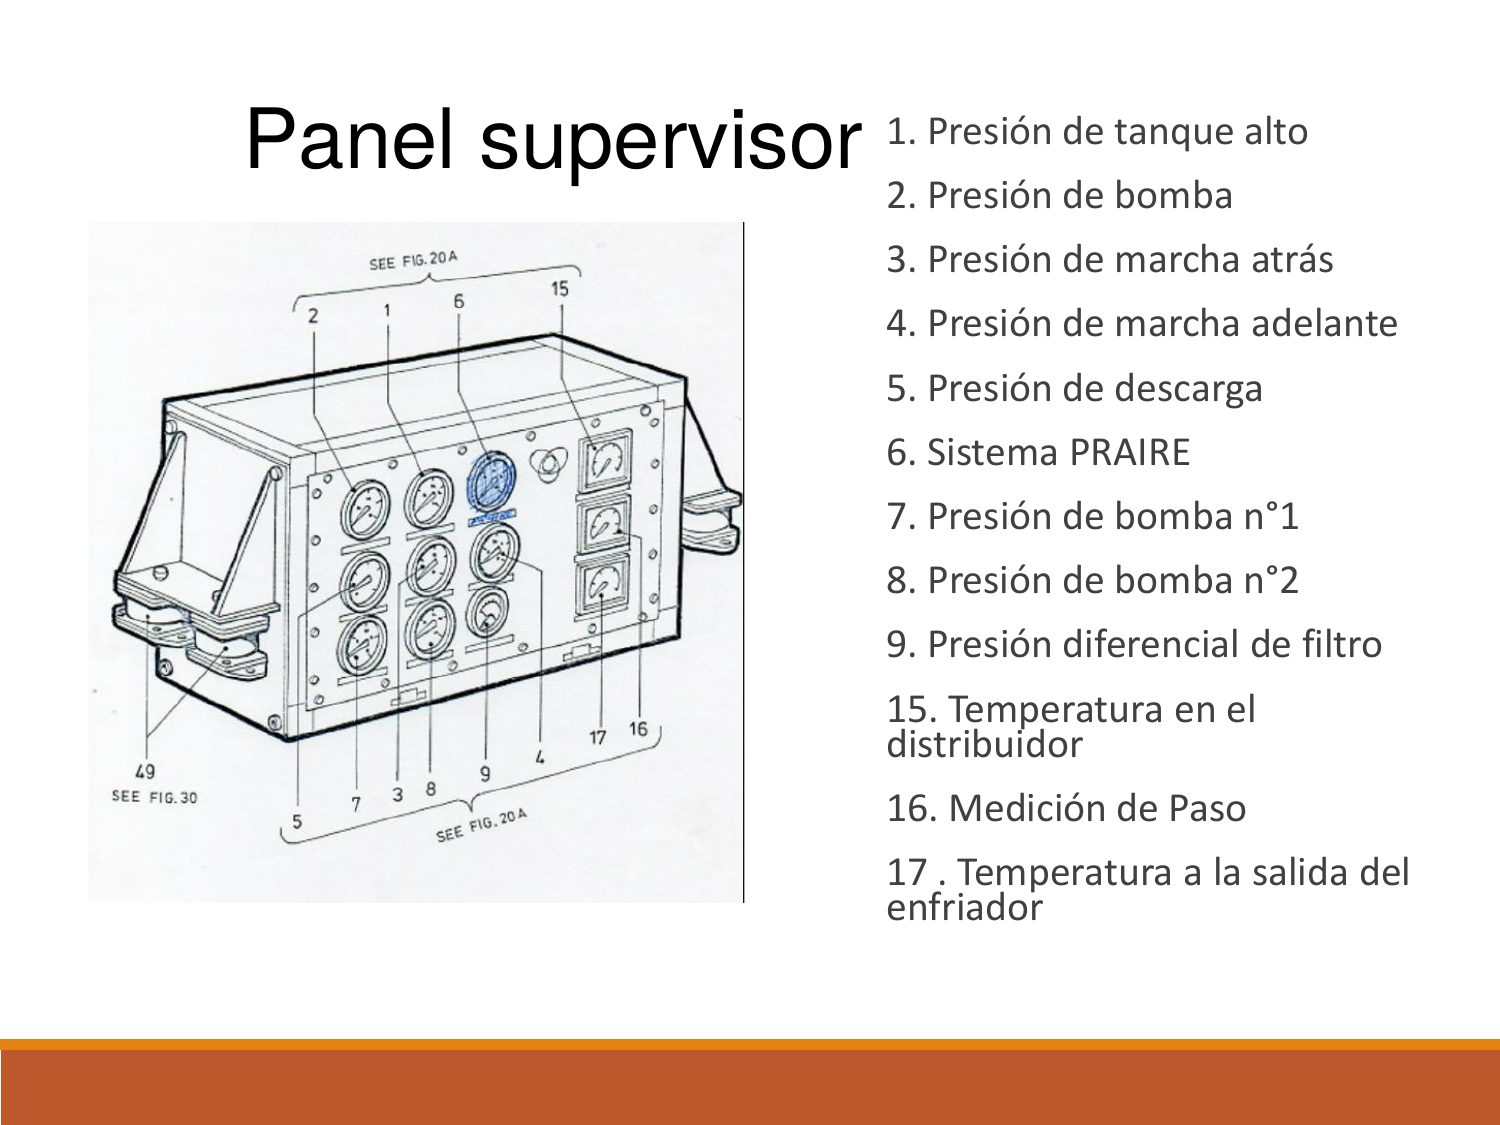 Panel supervisor
SEE FIG.20A
2
1
6
15
49
SEE FIG.30
5
7
3
8
9
4
17
16
SEE FIG.20A
1. Presión de tanque alto
2. Presión de bomba
3. Presión de marcha atrás
4. Presión de marcha adelante
5. Presión de descarga
6. Sistema PRAIRE
7. Presión de bomba n°1
8. Presión de bomba n°2
9. Presión diferencial de filtro
15. Temperatura en el
distribuidor
16. Medición de Paso
17 . Temperatura a la salida del
enfriador